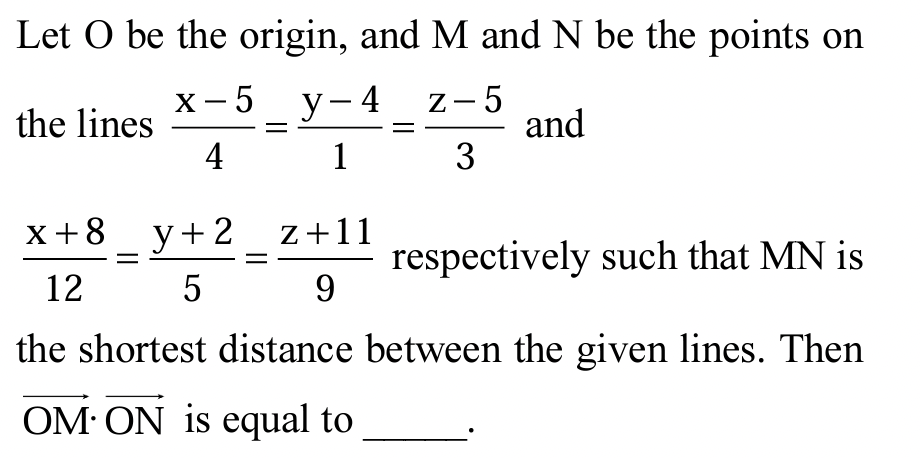 Let O be the origin, and M and N be the points on
the lines (x − 5)/4 = (y − 4)/1 = (z − 5)/3 and
(x + 8)/12 = (y + 2)/5 = (z + 11)/9 respectively such that MN is
the shortest distance between the given lines. Then
\overrightarrow{OM}·\overrightarrow{ON} is equal to _____.